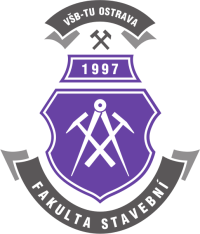 VŠB-TU OSTRAVA
1997
FAKULTA STAVEBNÍ